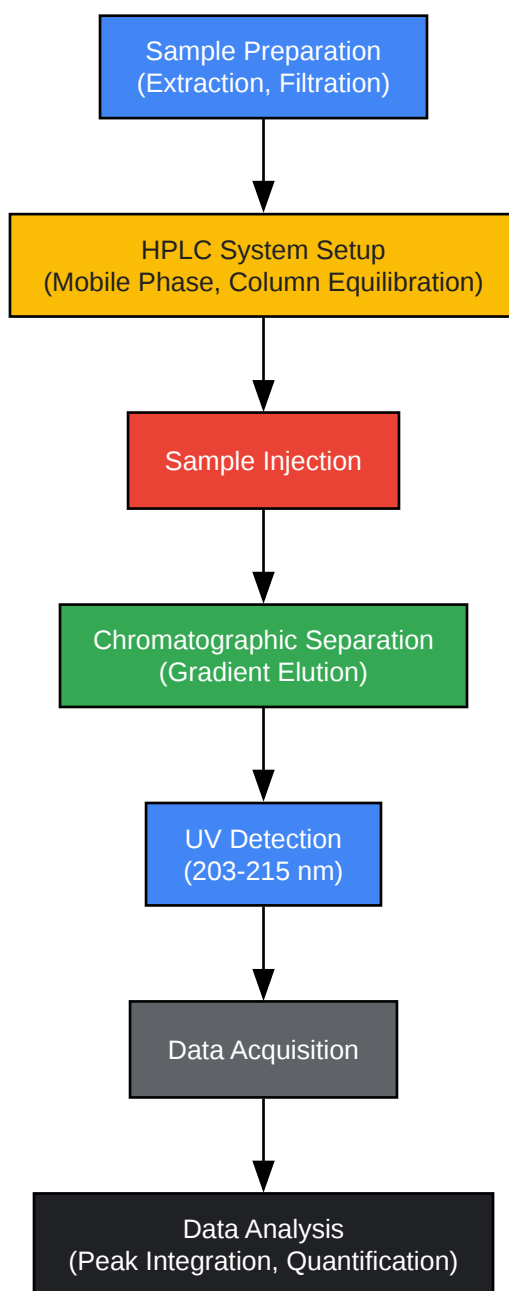 Sample Preparation
(Extraction, Filtration)
HPLC System Setup
(Mobile Phase, Column Equilibration)
Sample Injection
Chromatographic Separation
(Gradient Elution)
UV Detection
(203-215 nm)
Data Acquisition
Data Analysis
(Peak Integration, Quantification)